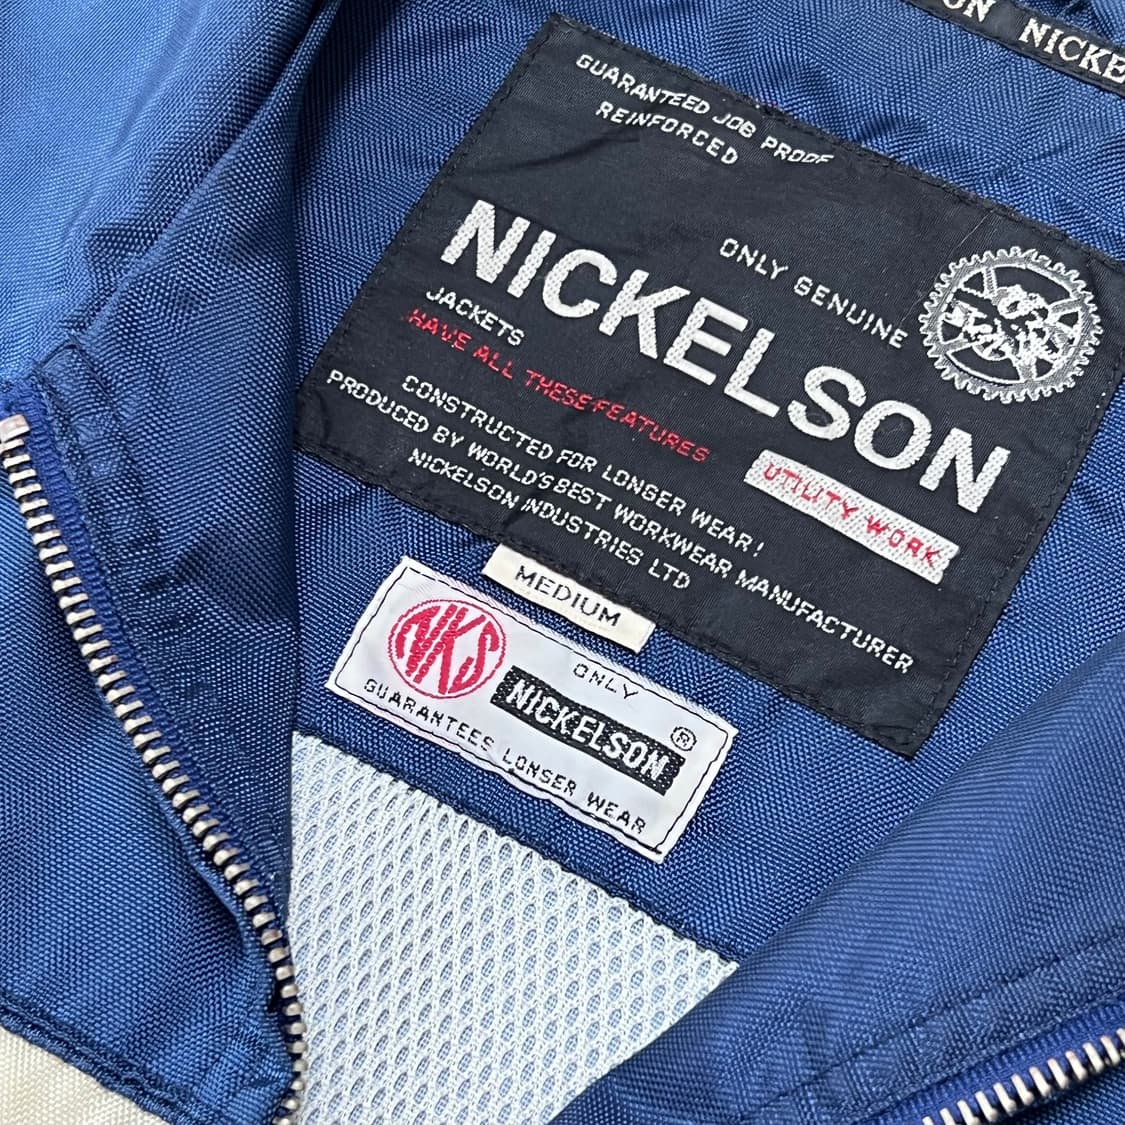 ON NICKE
GUARANTEED JOB PROOF
REINFORCED
ONLY GENUINE
NICKELSON
JACKETS
HAVE ALL THESE FEATURES
UTILITY WORK
CONSTRUCTED FOR LONGER WEAR!
PRODUCED BY WORLD'S BEST WORKWEAR MANUFACTURER
NICKELSON INDUSTRIES LTD
MEDIUM
NKS
ONLY
NICKELSON ®
GUARANTEES LONSER WEAR